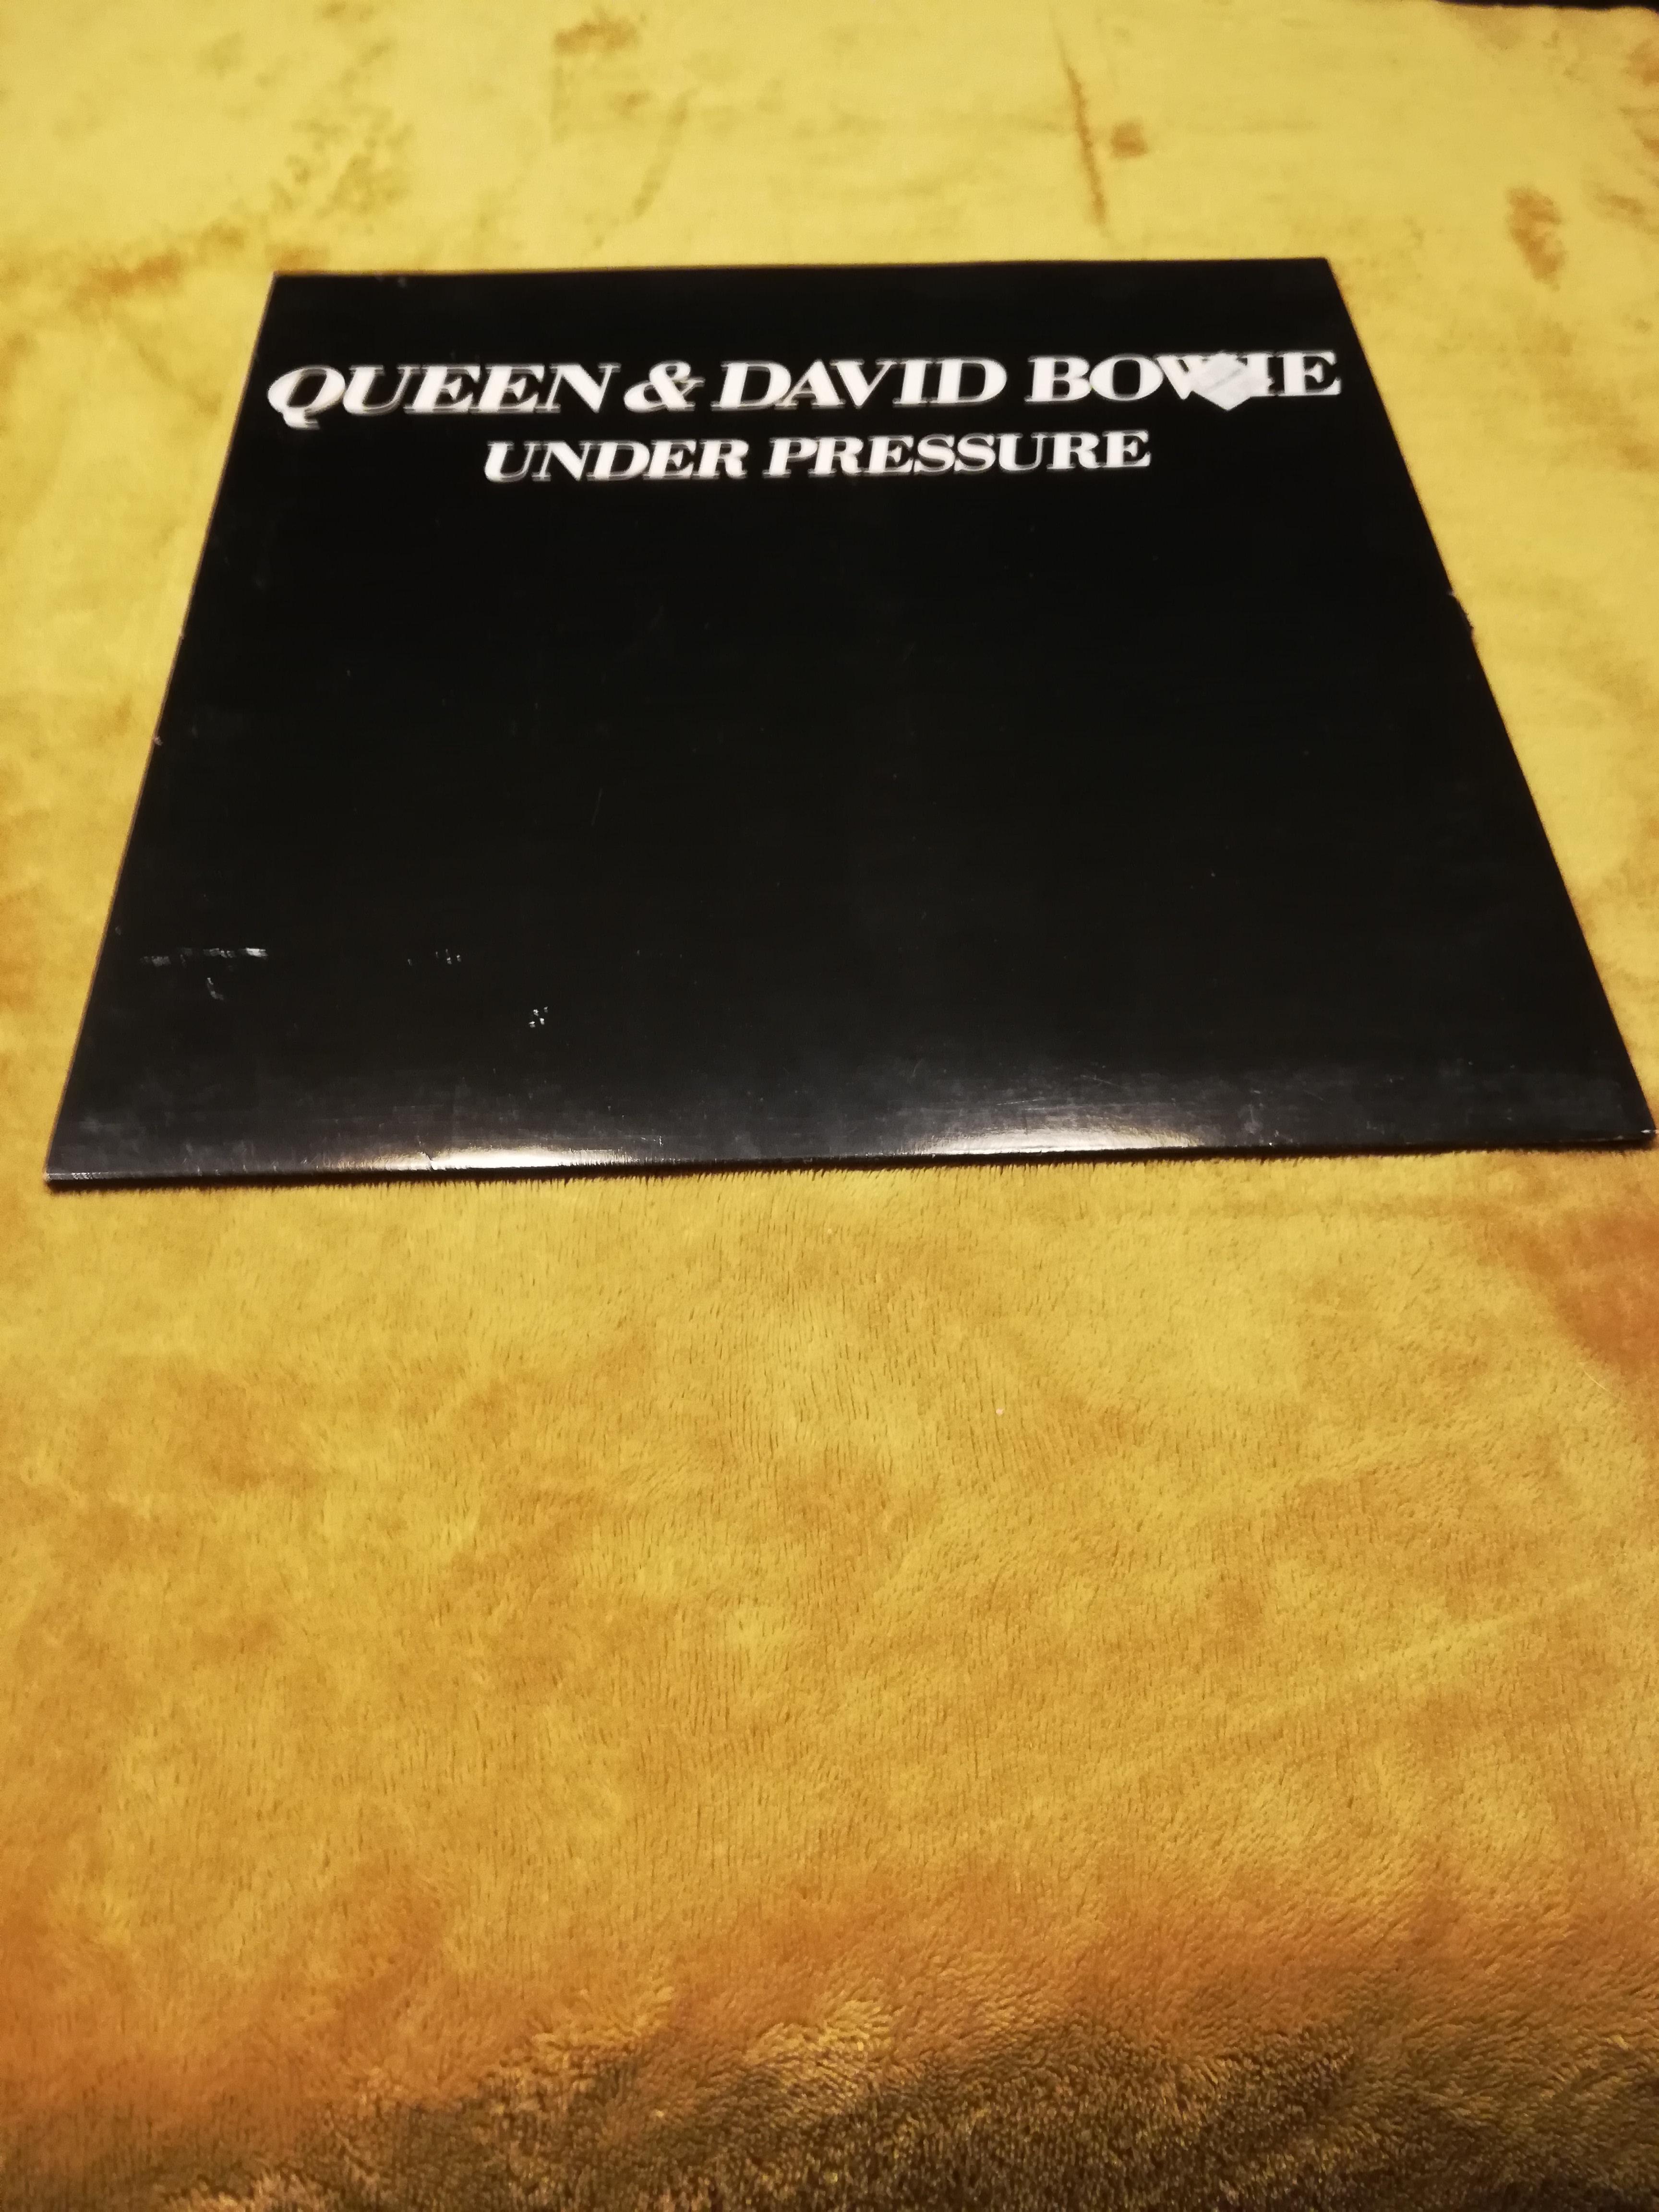 QUEEN & DAVID BOWIE
UNDER PRESSURE